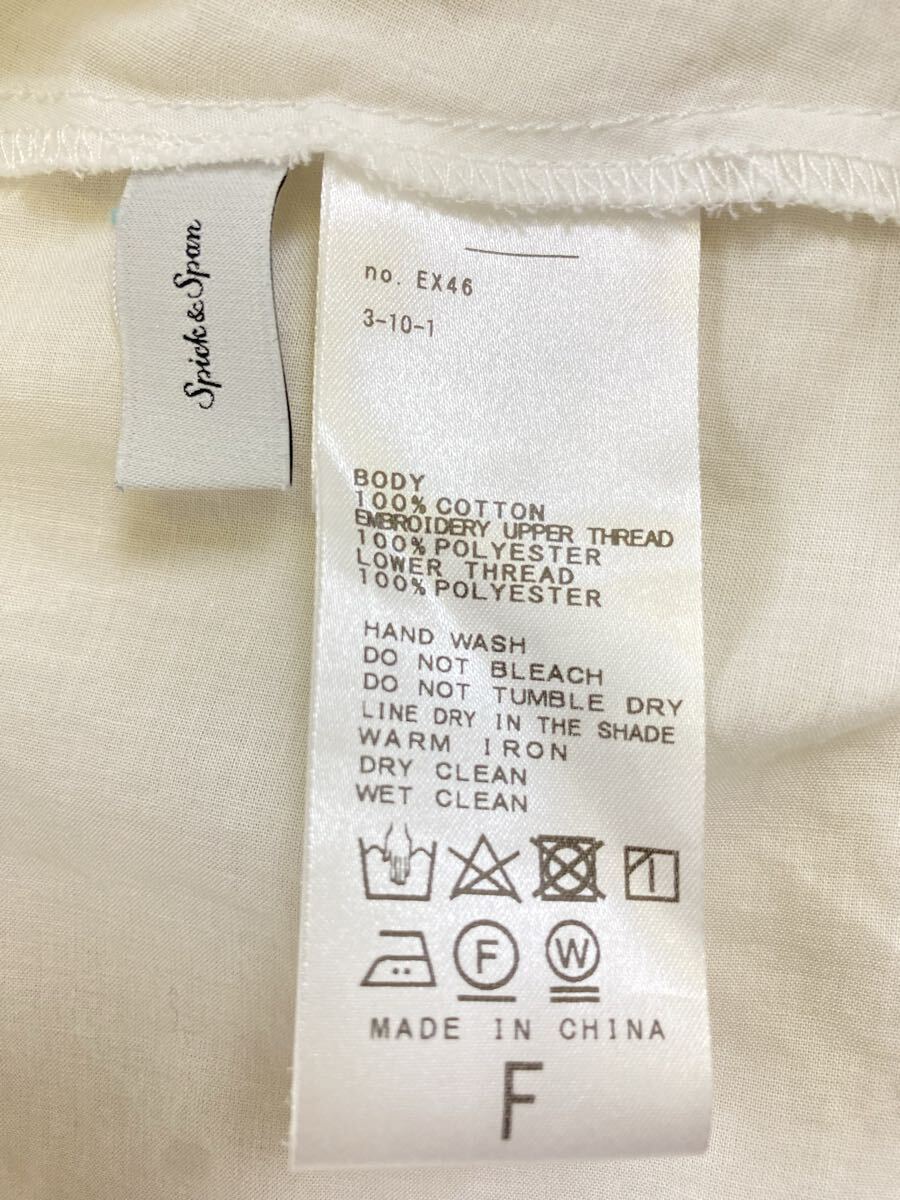 Spick & Span
no. EX46
3-10-1
BODY
100% COTTON
EMBROIDERY UPPER THREAD
100% POLYESTER
LOWER THREAD
100% POLYESTER
HAND WASH
DO NOT BLEACH
DO NOT TUMBLE DRY
LINE DRY IN THE SHADE
WARM IRON
DRY CLEAN
WET CLEAN
F W
MADE IN CHINA
F